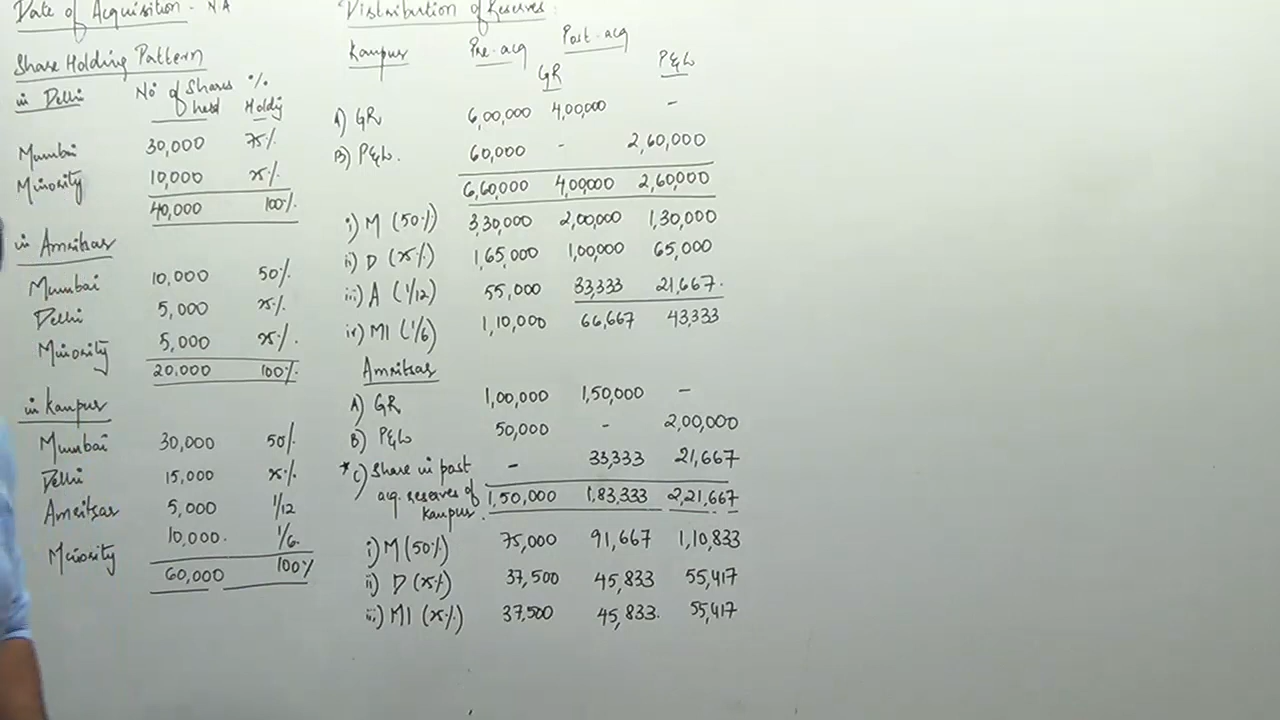 Date of Acquisition - N.A
Share Holding Pattern
in Delhi No of Shares held % Holdg
Mumbai 30,000 75%
Minority 10,000 25%
40,000 100%
in Amritsar
Mumbai 10,000 50%
Delhi 5,000 25%
Minority 5,000 25%
20,000 100%
in Kanpur
Mumbai 30,000 50%
Delhi 15,000 25%
Amritsar 5,000 1/12
Minority 10,000 1/6
60,000 100%
Distribution of Reserves
Kanpur Pre-acq Post-acq
GR P&L
A) GR 6,00,000 4,00,000 -
B) P&L. 60,000 - 2,60,000
6,60,000 4,00,000 2,60,000
i) M (50%) 3,30,000 2,00,000 1,30,000
ii) D (25%) 1,65,000 1,00,000 65,000
iii) A (1/12) 55,000 33,333 21,667.
iv) MI (1/6) 1,10,000 66,667 43,333
Amritsar
A) GR 1,00,000 1,50,000 -
B) P&L 50,000 - 2,00,000
*C) Share in post - 33,333 21,667
acq. reserves of 1,50,000 1,83,333 2,21,667
Kanpur.
i) M (50%) 75,000 91,667 1,10,833
ii) D (25%) 37,500 45,833 55,417
iii) MI (25%) 37,500 45,833. 55,417